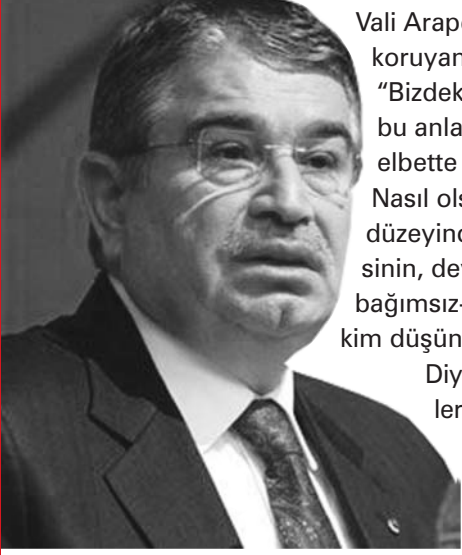 Vali Arap
koruyan
“Bizdek
bu anla
elbette
Nasıl ols
düzeyind
sinin, de
bağımsız-
kim düşün
Diy
ler